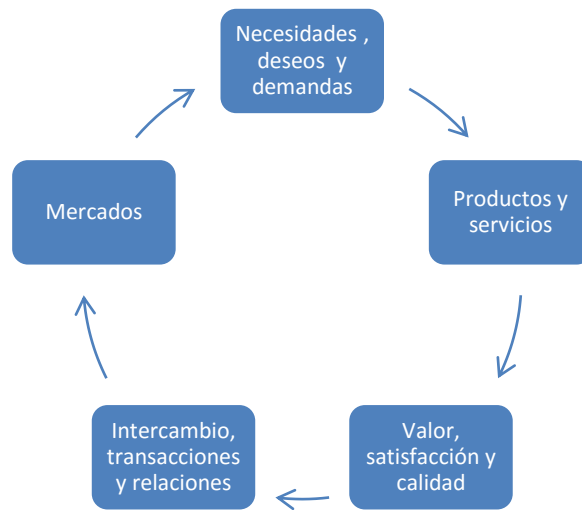 Necesidades ,
deseos y
demandas
Productos y
servicios
Valor,
satisfacción y
calidad
Intercambio,
transacciones
y relaciones
Mercados